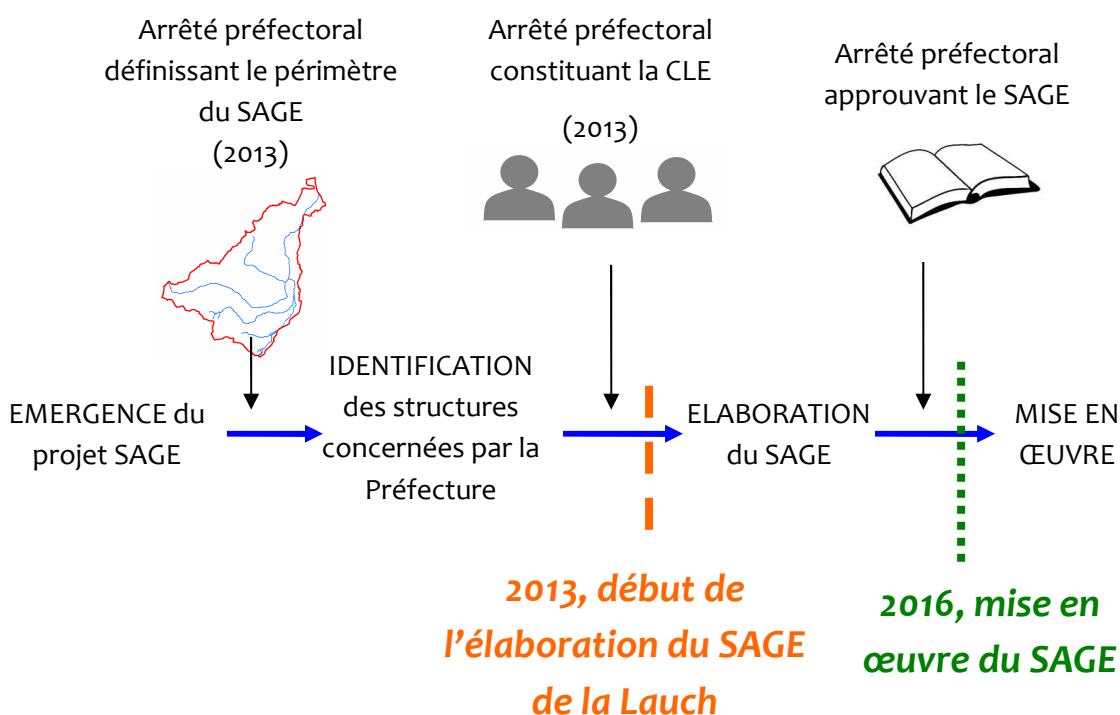 Arrêté préfectoral
définissant le périmètre
du SAGE
(2013)
Arrêté préfectoral
constituant la CLE
(2013)
Arrêté préfectoral
approuvant le SAGE
EMERGENCE du
projet SAGE
IDENTIFICATION
des structures
concernées par la
Préfecture
ELABORATION
du SAGE
MISE EN
ŒUVRE
2013, début de
l’élaboration du SAGE
de la Lauch
2016, mise en
œuvre du SAGE